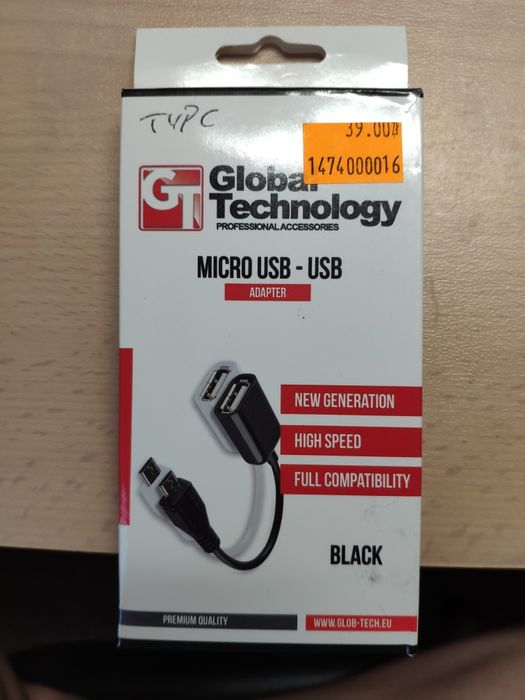 TYPC
39.00
1474000016
GT
Global
Technology
PROFESSIONAL ACCESSORIES
MICRO USB - USB
ADAPTER
NEW GENERATION
HIGH SPEED
FULL COMPATIBILITY
BLACK
PREMIUM QUALITY
WWW.GLOB-TECH.EU